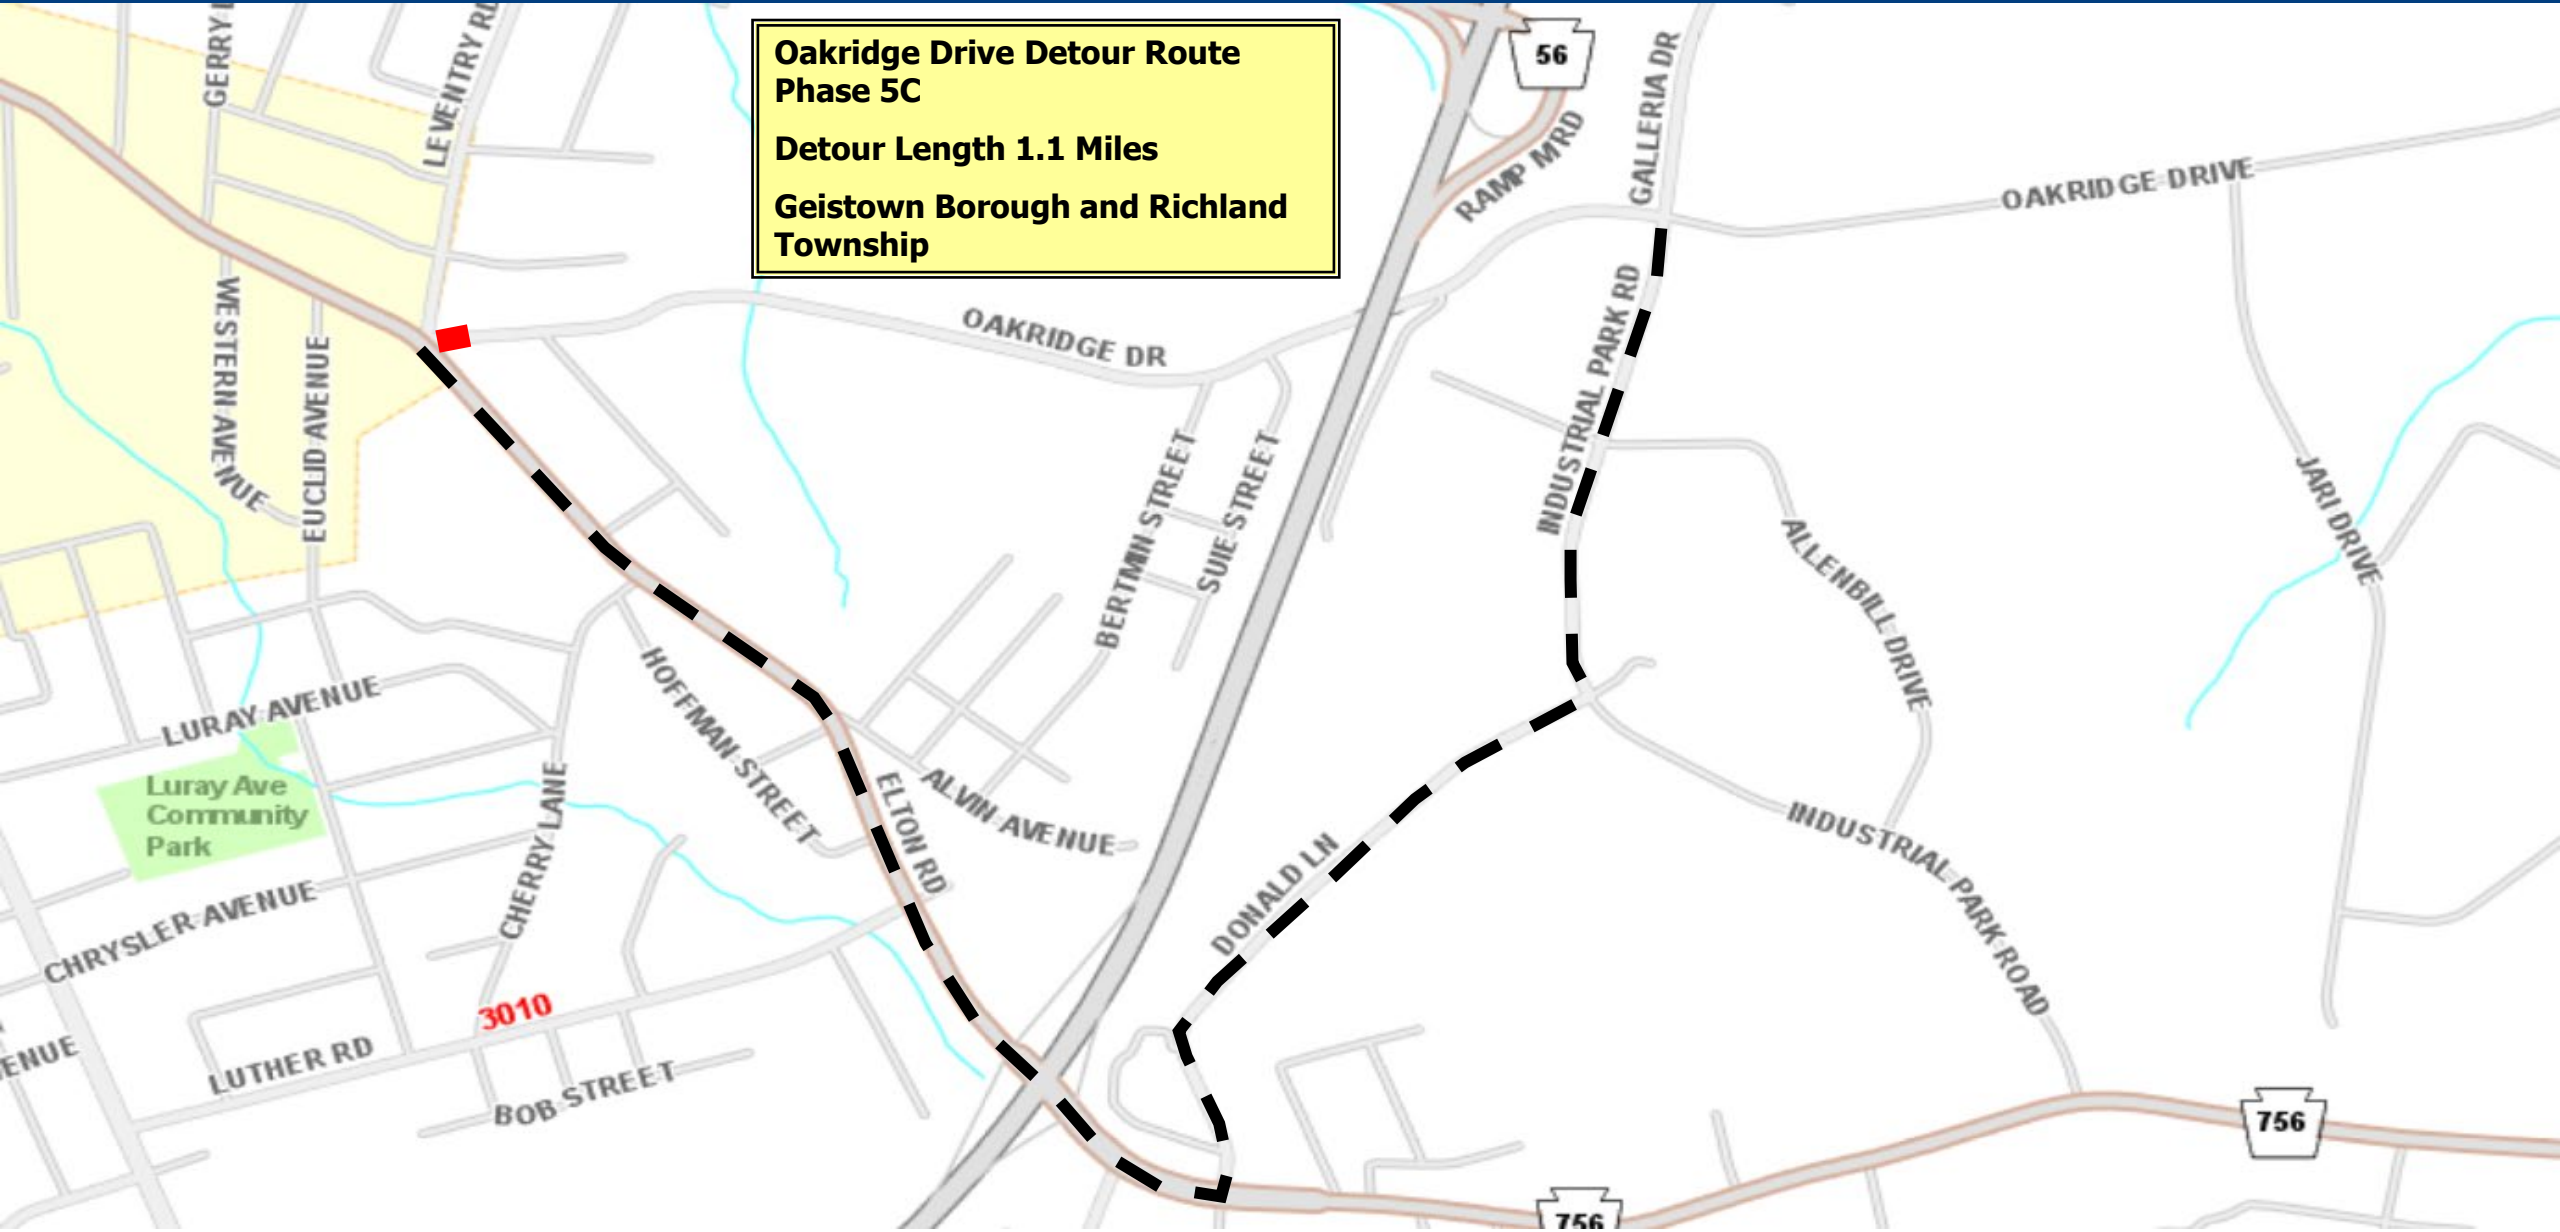 Oakridge Drive Detour Route
Phase 5C
Detour Length 1.1 Miles
Geistown Borough and Richland
Township
GERRY
LEVENTRY RD
56
GALLERIA DR
RAMP MRD
OAKRIDGE DRIVE
WESTERN AVENUE
EUCLID AVENUE
OAKRIDGE DR
INDUSTRIAL PARK RD
BERTMIN STREET
SUIE STREET
JARI DRIVE
ALLENBILL DRIVE
HOFFMAN STREET
LURAY AVENUE
Luray Ave
Community
Park
CHERRY LANE
ELTON RD
ALVIN AVENUE
DONALD LN
INDUSTRIAL PARK ROAD
CHRYSLER AVENUE
3010
LUTHER RD
BOB STREET
ENUE
756
756